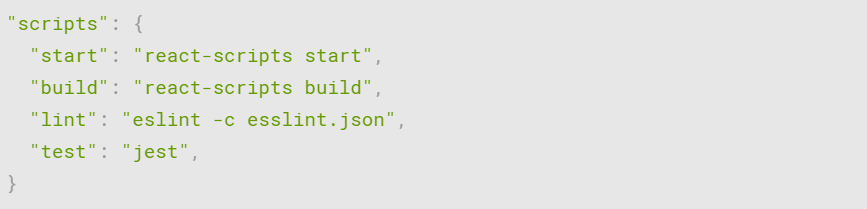 "scripts": {
"start": "react-scripts start",
"build": "react-scripts build",
"lint": "eslint -c esslint.json",
"test": "jest",
}